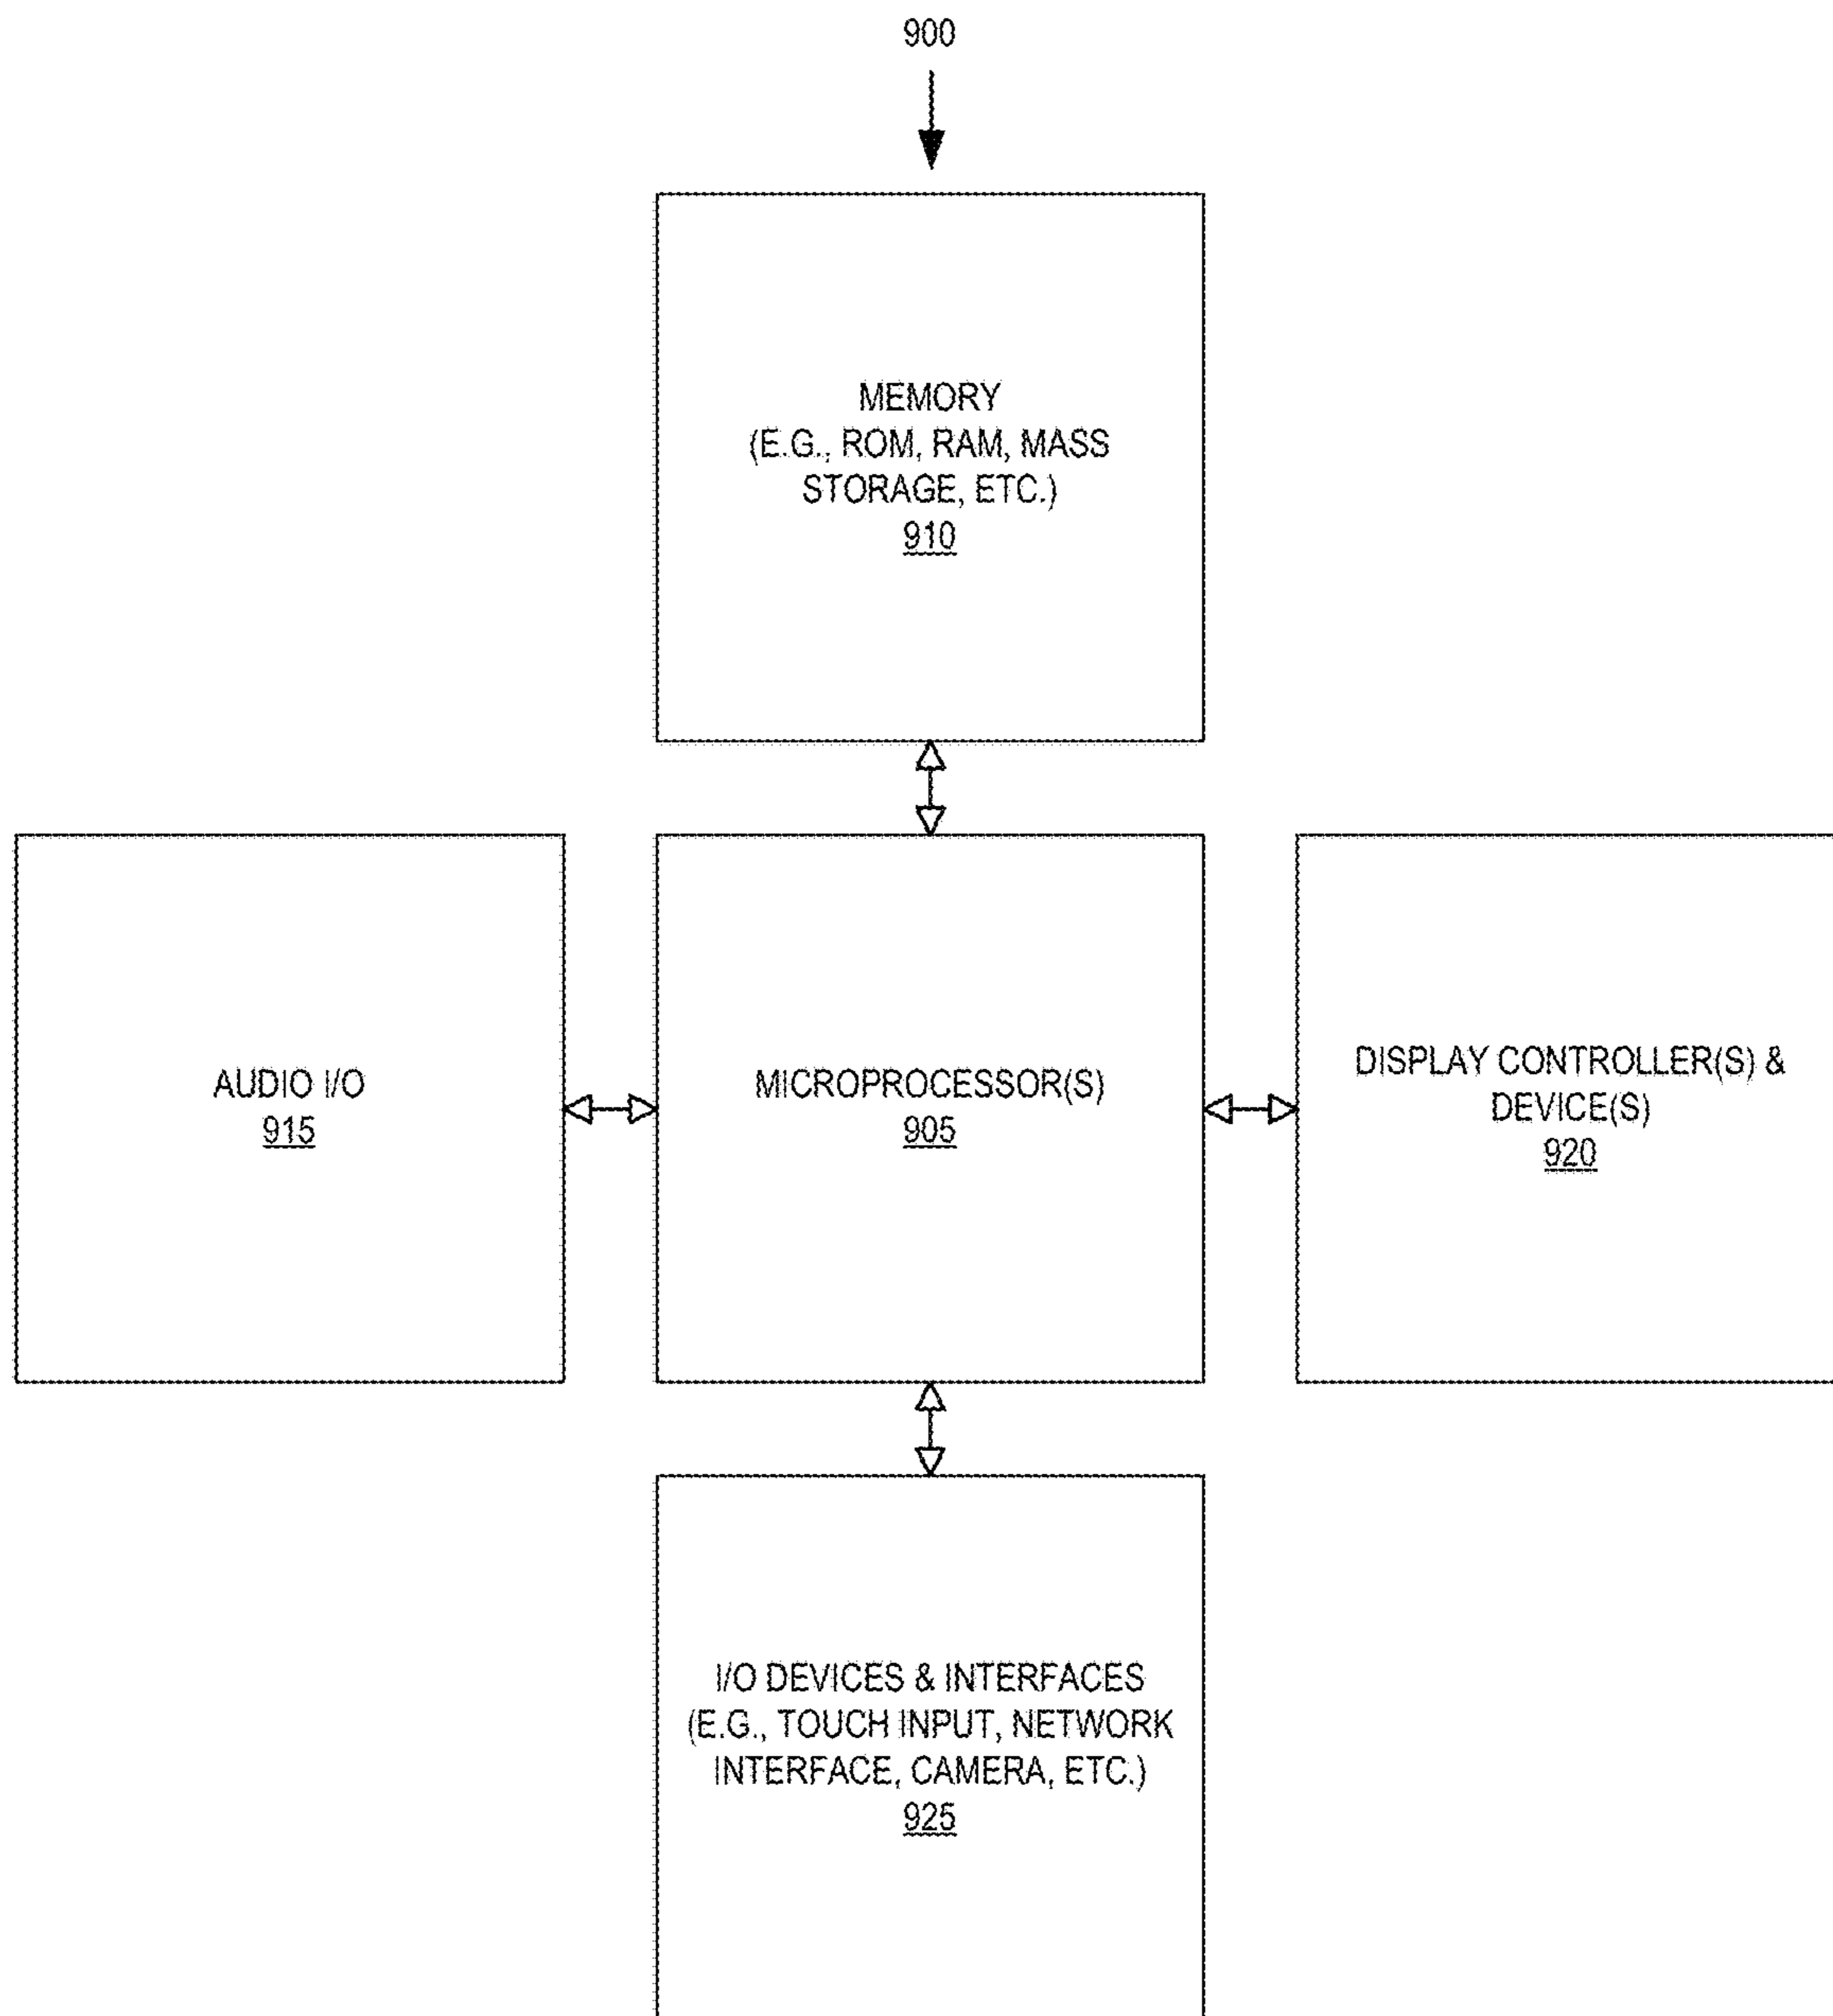 900
MEMORY
(E.G., ROM, RAM, MASS
STORAGE, ETC.)
910
AUDIO I/O
915
MICROPROCESSOR(S)
905
DISPLAY CONTROLLER(S) &
DEVICE(S)
920
I/O DEVICES & INTERFACES
(E.G., TOUCH INPUT, NETWORK
INTERFACE, CAMERA, ETC.)
925